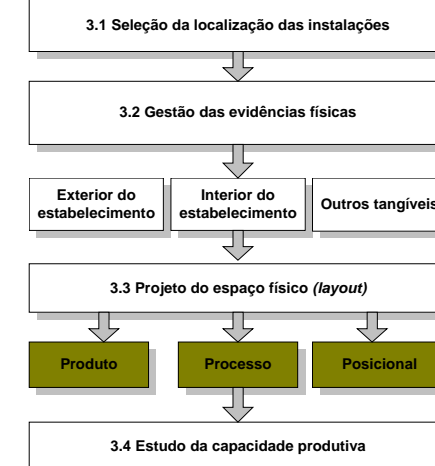 3.1 Seleção da localização das instalações
3.2 Gestão das evidências físicas
Exterior do
estabelecimento
Interior do
estabelecimento
Outros tangíveis
3.3 Projeto do espaço físico (layout)
Produto
Processo
Posicional
3.4 Estudo da capacidade produtiva